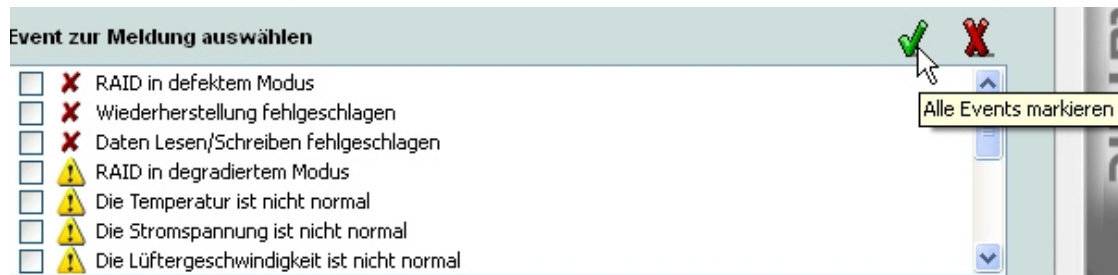 Event zur Meldung auswählen
RAID in defektem Modus
Wiederherstellung fehlgeschlagen
Alle Events markieren
Daten Lesen/Schreiben fehlgeschlagen
RAID in degradiertem Modus
Die Temperatur ist nicht normal
Die Stromspannung ist nicht normal
Die Lüftergeschwindigkeit ist nicht normal